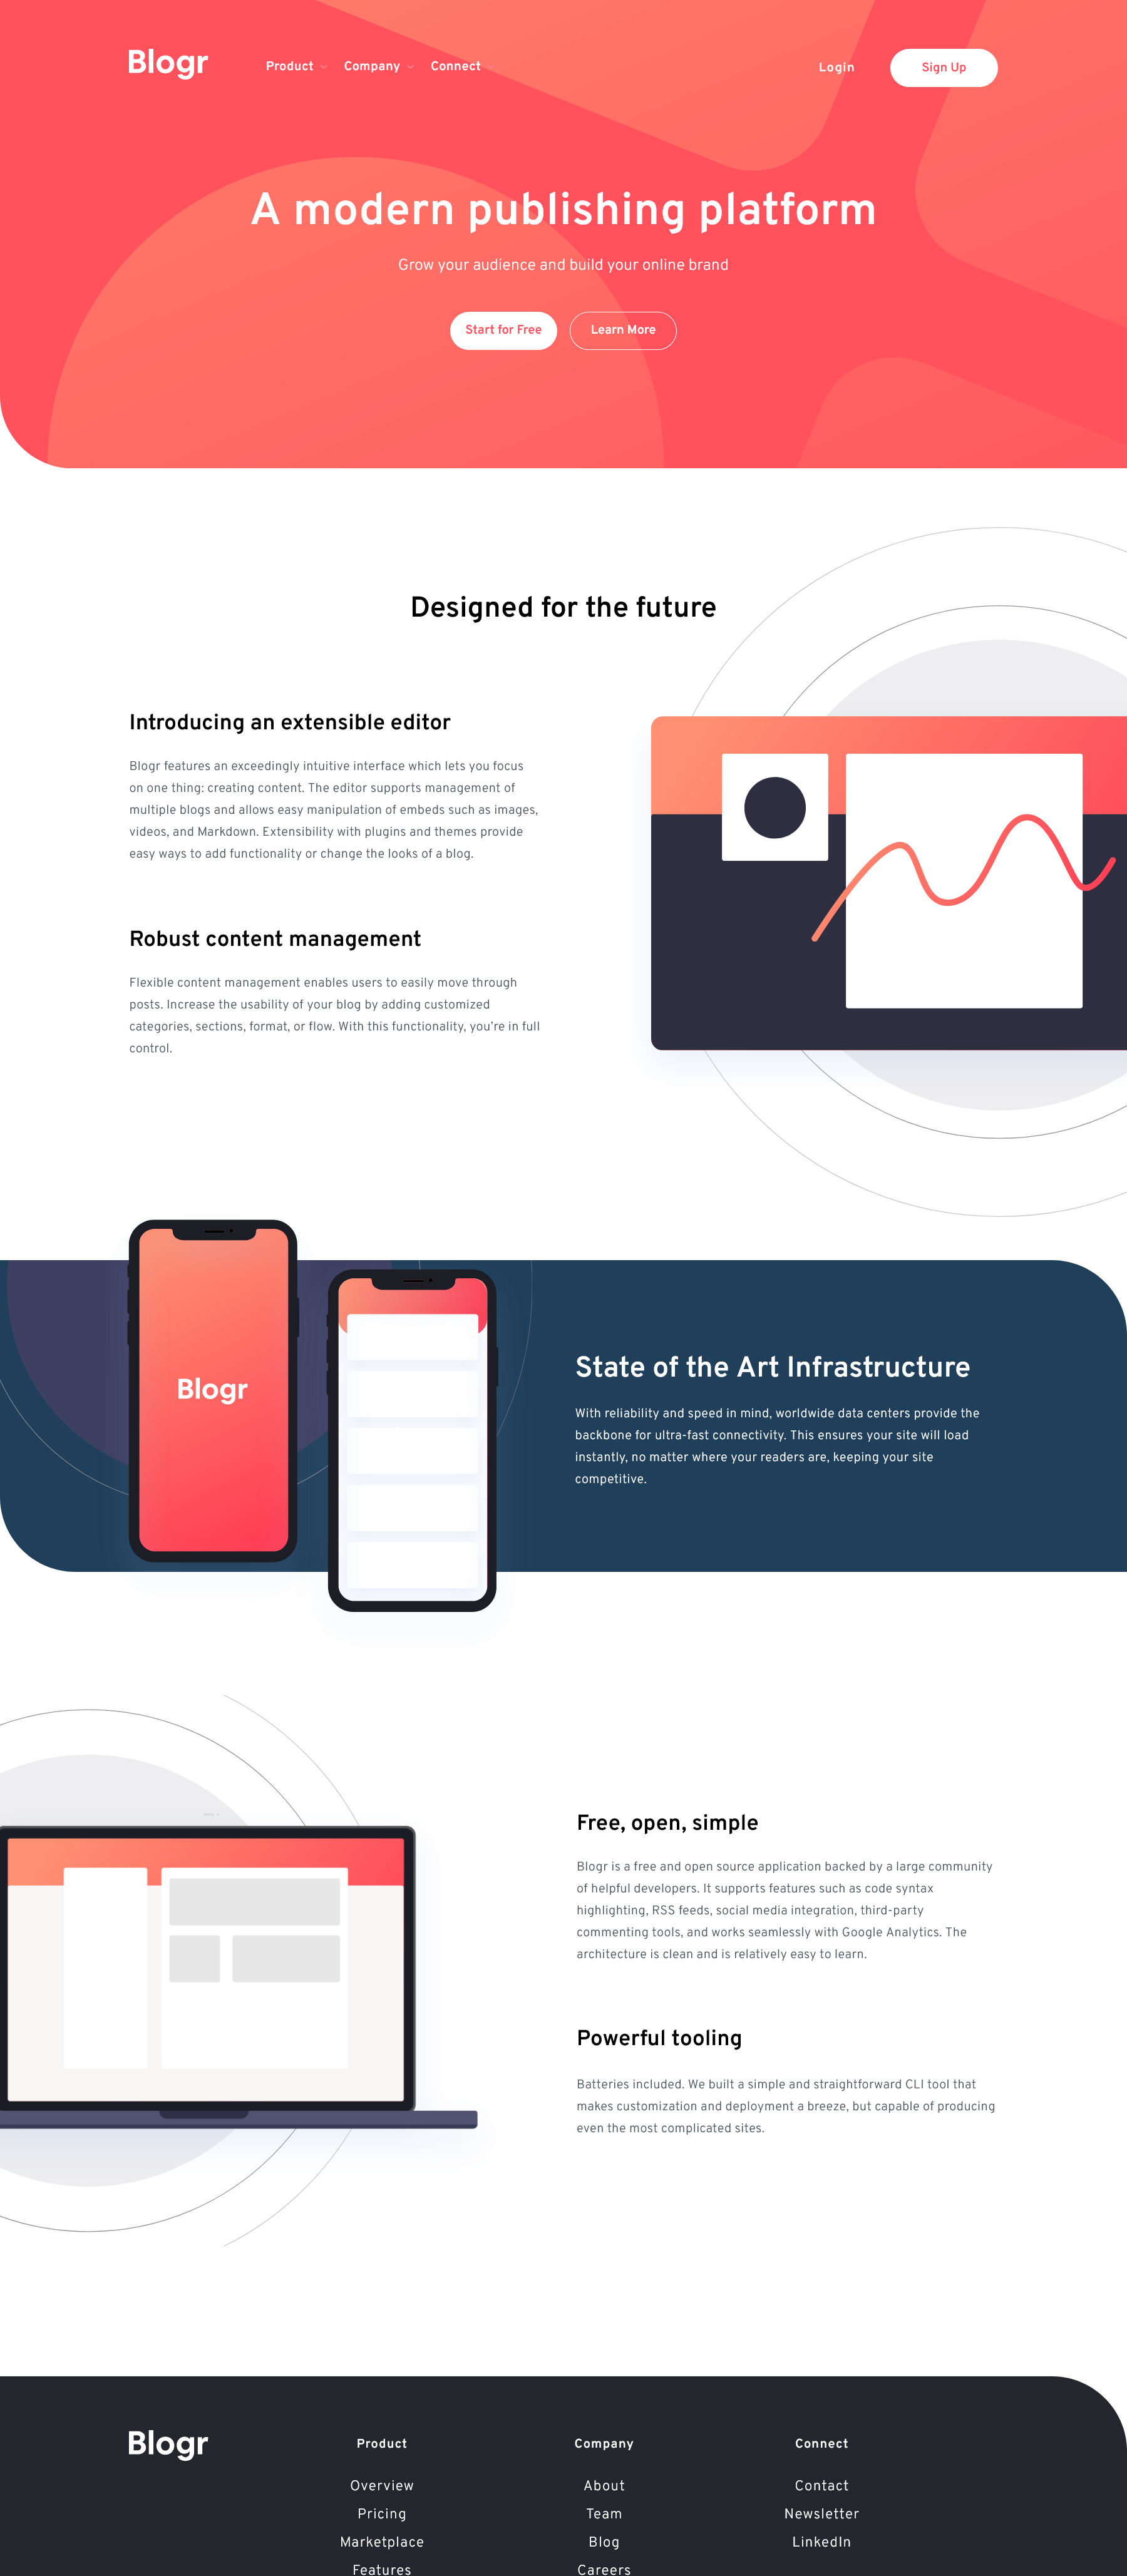 Blogr
Product
Company
Connect
Login
Sign Up
A modern publishing platform
Grow your audience and build your online brand
Start for Free
Learn More
Designed for the future
Introducing an extensible editor
Blogr features an exceedingly intuitive interface which lets you focus
on one thing: creating content. The editor supports management of
multiple blogs and allows easy manipulation of embeds such as images,
videos, and Markdown. Extensibility with plugins and themes provide
easy ways to add functionality or change the looks of a blog.
Robust content management
Flexible content management enables users to easily move through
posts. Increase the usability of your blog by adding customized
categories, sections, format, or flow. With this functionality, you’re in full
control.
Blogr
State of the Art Infrastructure
With reliability and speed in mind, worldwide data centers provide the
backbone for ultra-fast connectivity. This ensures your site will load
instantly, no matter where your readers are, keeping your site
competitive.
Free, open, simple
Blogr is a free and open source application backed by a large community
of helpful developers. It supports features such as code syntax
highlighting, RSS feeds, social media integration, third-party
commenting tools, and works seamlessly with Google Analytics. The
architecture is clean and is relatively easy to learn.
Powerful tooling
Batteries included. We built a simple and straightforward CLI tool that
makes customization and deployment a breeze, but capable of producing
even the most complicated sites.
Blogr
Product
Overview
Pricing
Marketplace
Features
Company
About
Team
Blog
Careers
Connect
Contact
Newsletter
LinkedIn